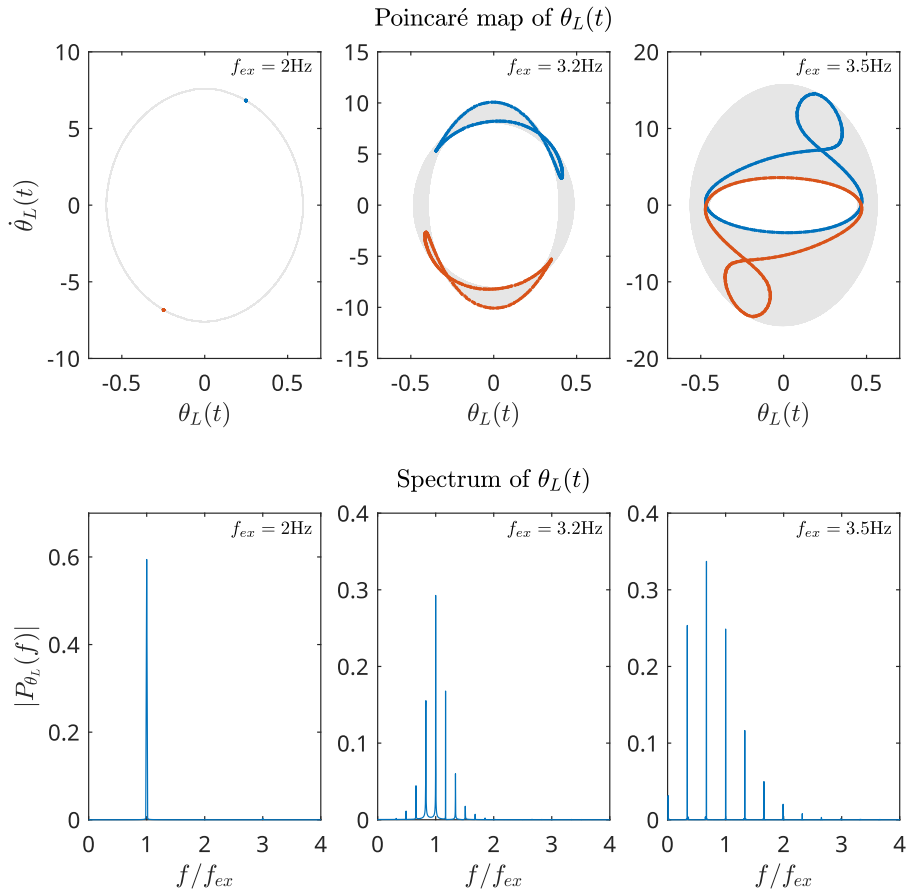 Poincaré map of θ_L(t)
f_ex = 2Hz
f_ex = 3.2Hz
f_ex = 3.5Hz
10
5
0
-5
-10
15
10
5
0
-5
-10
-15
20
10
0
-10
-20
θ̇_L(t)
-0.5 0 0.5
-0.5 0 0.5
-0.5 0 0.5
θ_L(t)
θ_L(t)
θ_L(t)
Spectrum of θ_L(t)
f_ex = 2Hz
f_ex = 3.2Hz
f_ex = 3.5Hz
0.6
0.4
0.2
0
0.4
0.3
0.2
0.1
0
0.4
0.3
0.2
0.1
0
|P_θ_L(f)|
0 1 2 3 4
0 1 2 3 4
0 1 2 3 4
f/f_ex
f/f_ex
f/f_ex